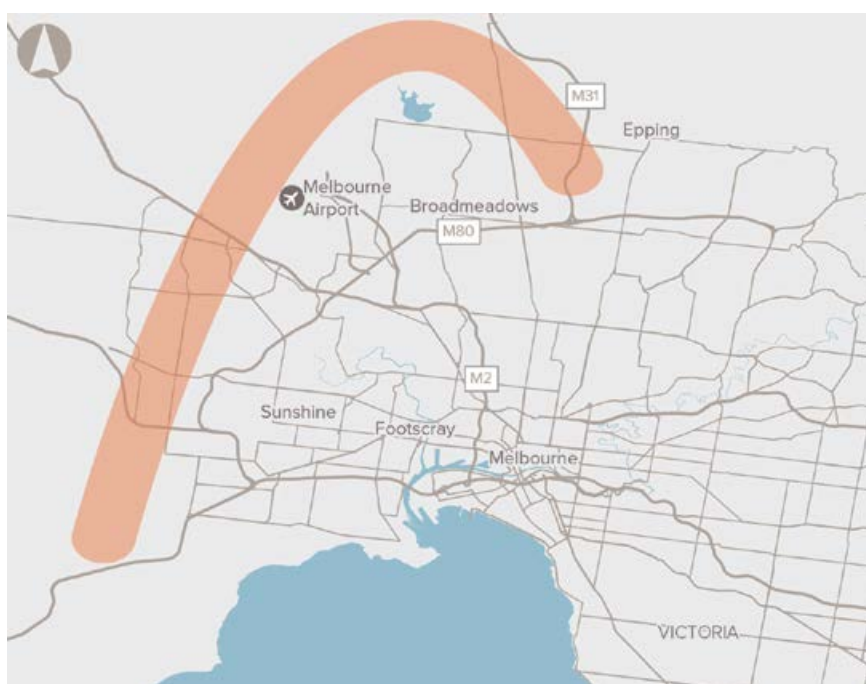 M31
Epping
Melbourne
Airport
Broadmeadows
M80
M2
Sunshine
Footscray
Melbourne
VICTORIA